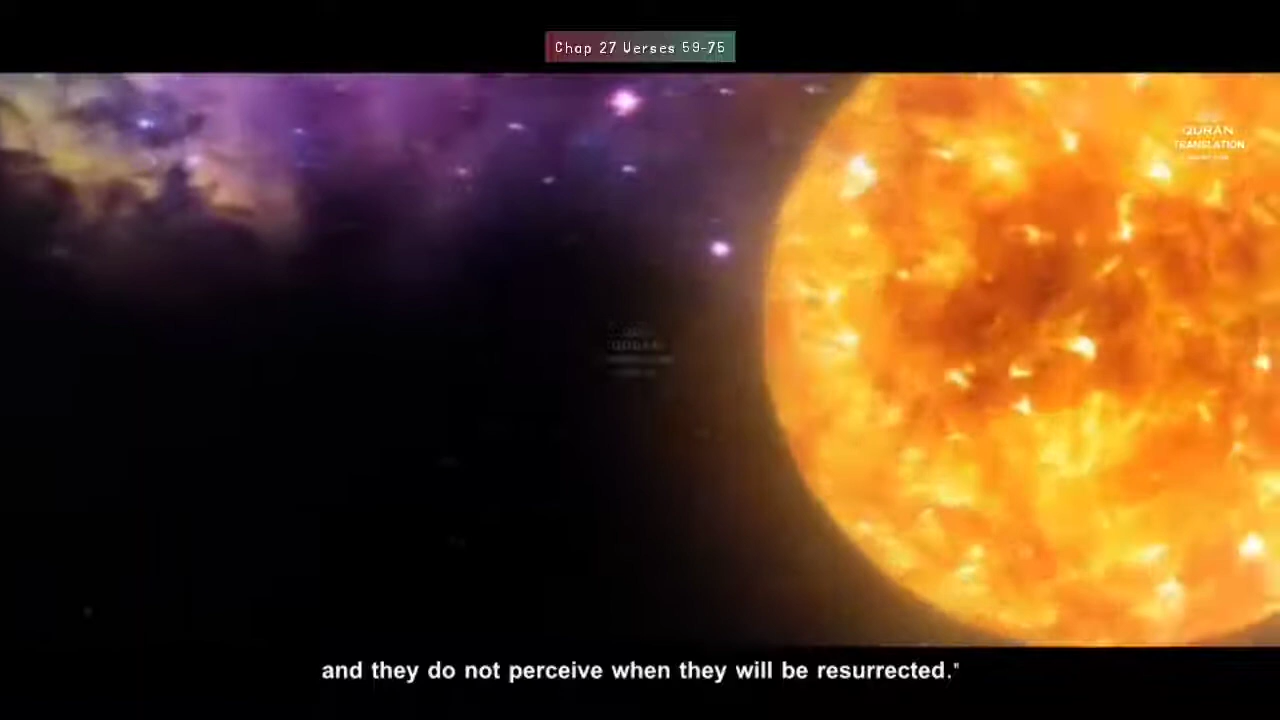 Chap 27 Verses 59-75
QURAN
TRANSLATION
and they do not perceive when they will be resurrected."